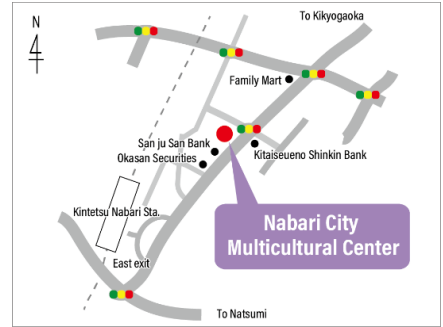 To Kikyogaoka
N
Family Mart
San ju San Bank
Okasan Securities
Kitaiseueno Shinkin Bank
Kintetsu Nabari Sta.
Nabari City
Multicultural Center
East exit
To Natsumi